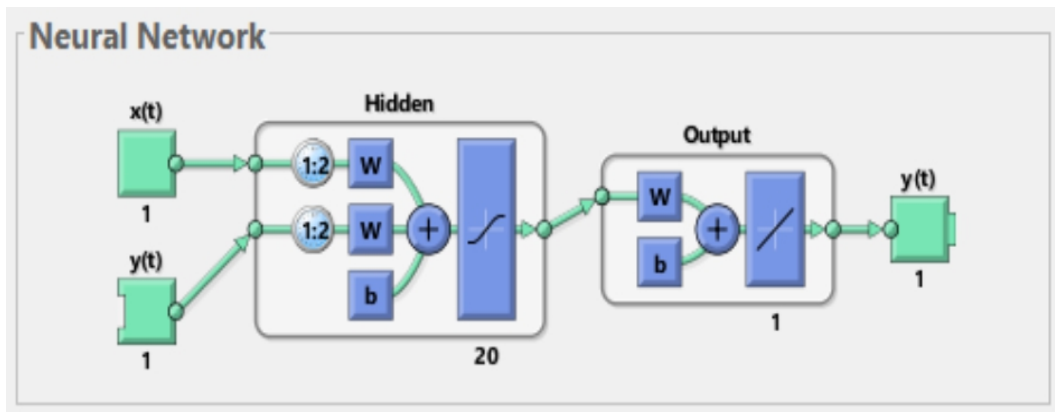 Neural Network
x(t)
1
y(t)
1
Hidden
1:2
W
1:2
W
b
+
20
Output
W
b
+
1
y(t)
1